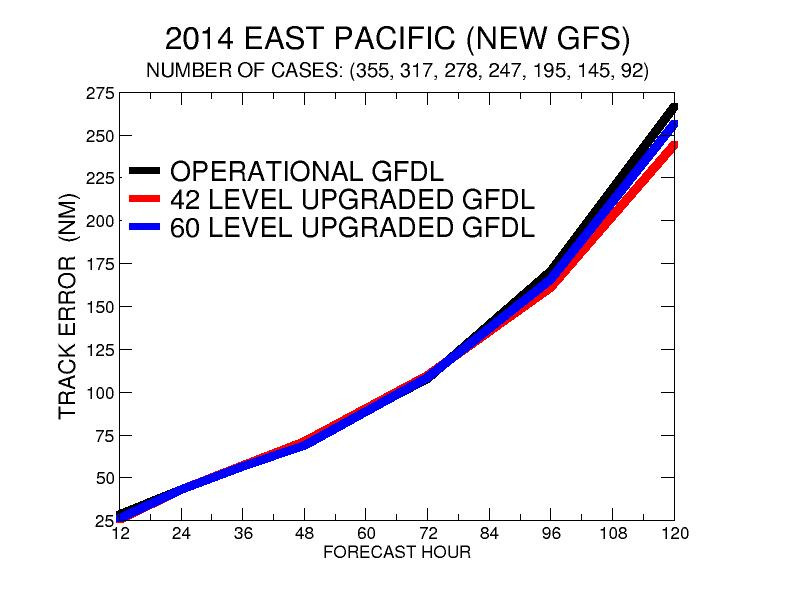 2014 EAST PACIFIC (NEW GFS)
NUMBER OF CASES: (355, 317, 278, 247, 195, 145, 92)
275
250
225
200
175
150
125
100
75
50
25
TRACK ERROR (NM)
OPERATIONAL GFDL
42 LEVEL UPGRADED GFDL
60 LEVEL UPGRADED GFDL
12 24 36 48 60 72 84 96 108 120
FORECAST HOUR